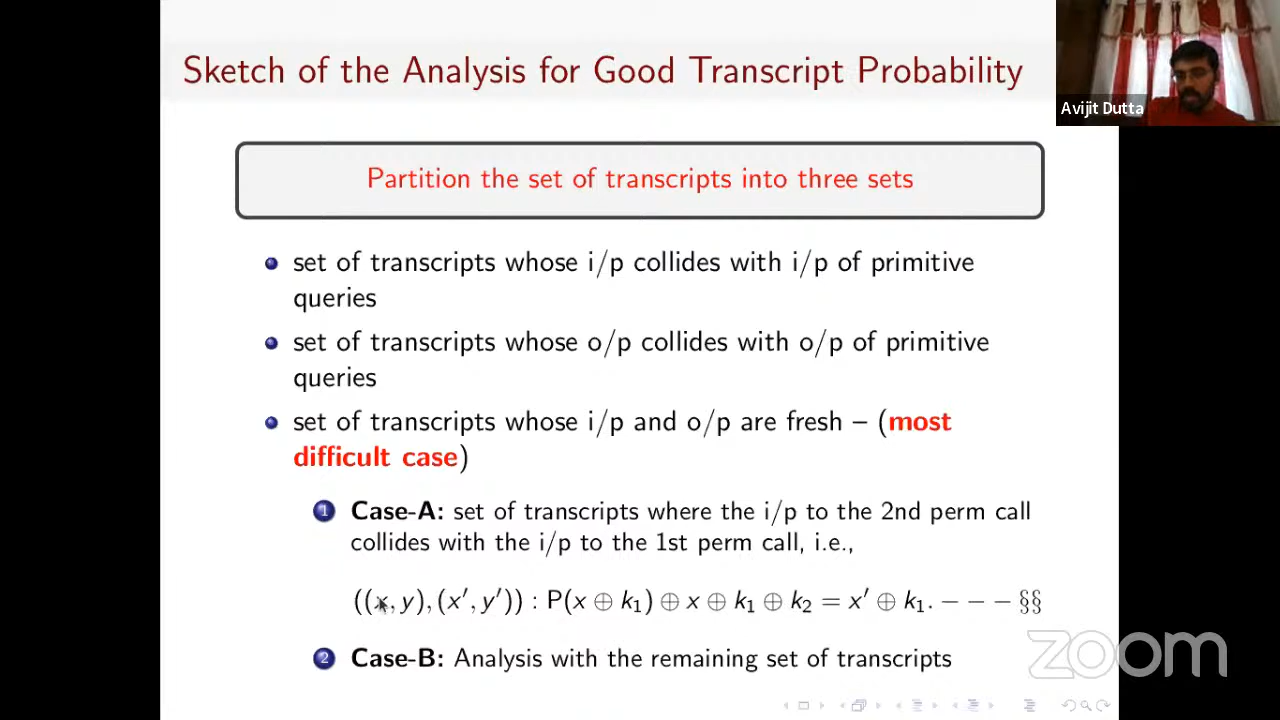 Sketch of the Analysis for Good Transcript Probability
Avijit Dutta
Partition the set of transcripts into three sets
set of transcripts whose i/p collides with i/p of primitive
queries
set of transcripts whose o/p collides with o/p of primitive
queries
set of transcripts whose i/p and o/p are fresh – (most
difficult case)
1 Case-A: set of transcripts where the i/p to the 2nd perm call
collides with the i/p to the 1st perm call, i.e.,
((x, y), (x′, y′)) : P(x ⊕ k₁) ⊕ x ⊕ k₁ ⊕ k₂ = x′ ⊕ k₁. − − − §§
2 Case-B: Analysis with the remaining set of transcripts
zoom